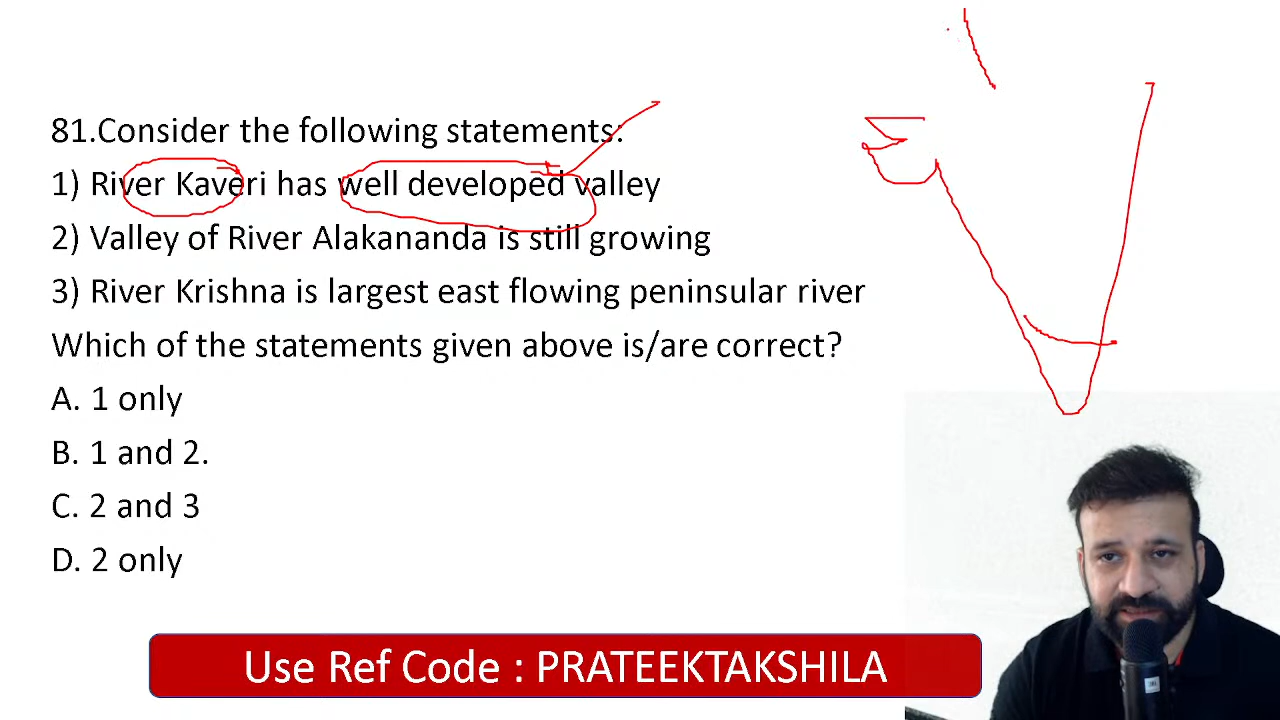 81.Consider the following statements:
1) River Kaveri has well developed valley
2) Valley of River Alakananda is still growing
3) River Krishna is largest east flowing peninsular river
Which of the statements given above is/are correct?
A. 1 only
B. 1 and 2.
C. 2 and 3
D. 2 only
Use Ref Code : PRATEEKTAKSHILA